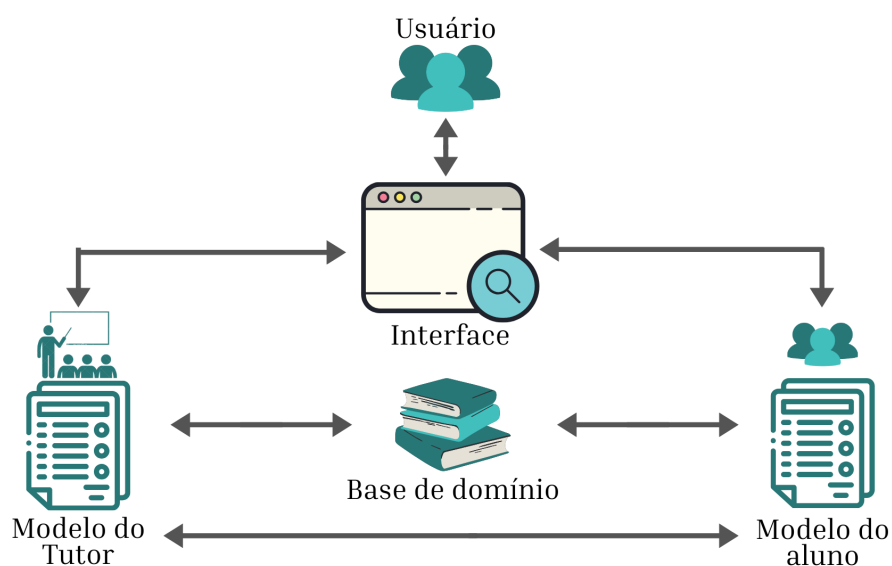 Usuário
Interface
Base de domínio
Modelo do
Tutor
Modelo do
aluno